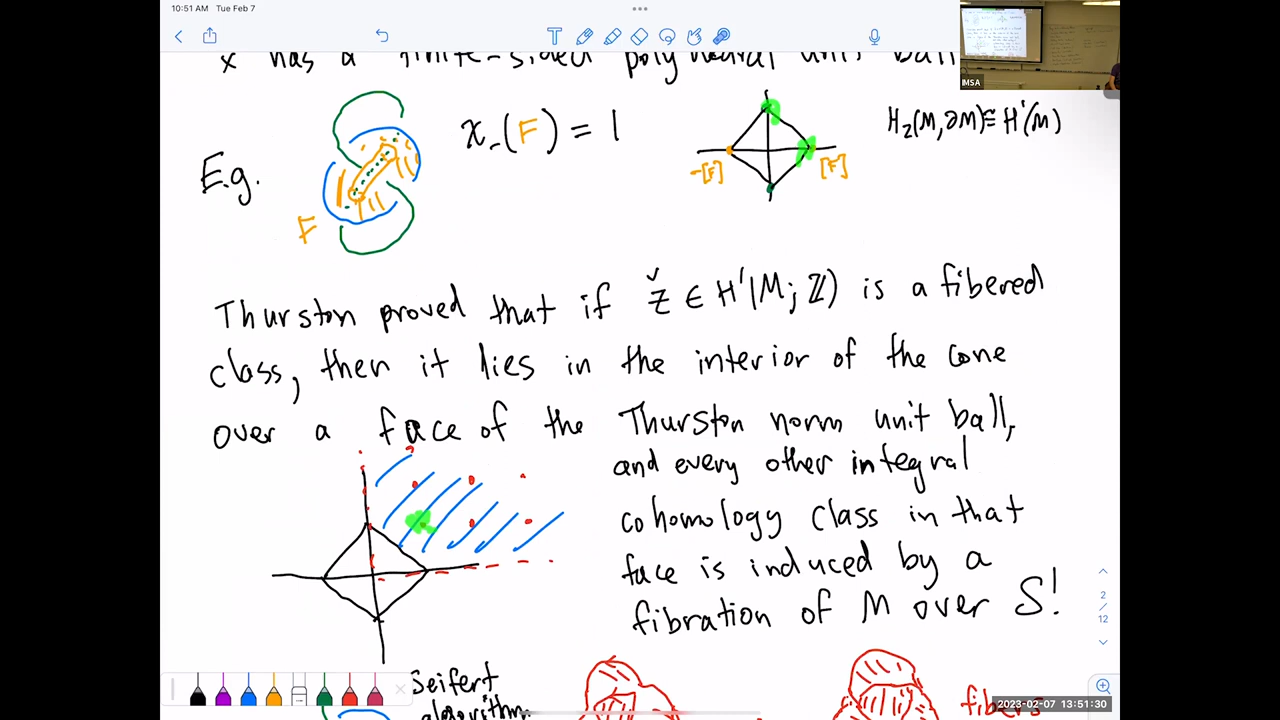 10:51 AM Tue Feb 7
x has a finite-sided polyhedral unit ball
IMSA
E.g.
F
χ₋(F) = 1
-[F]
[F]
H₂(M,∂M)≅H¹(M)
Thurston proved that if ž ∈ H¹(M; ℤ) is a fibered
class, then it lies in the interior of the cone
over a face of the Thurston norm unit ball,
and every other integral
cohomology class in that
face is induced by a
fibration of M over S¹.
2
/
12
Seifert
algorithm
fibers
2023-02-07 13:51:30